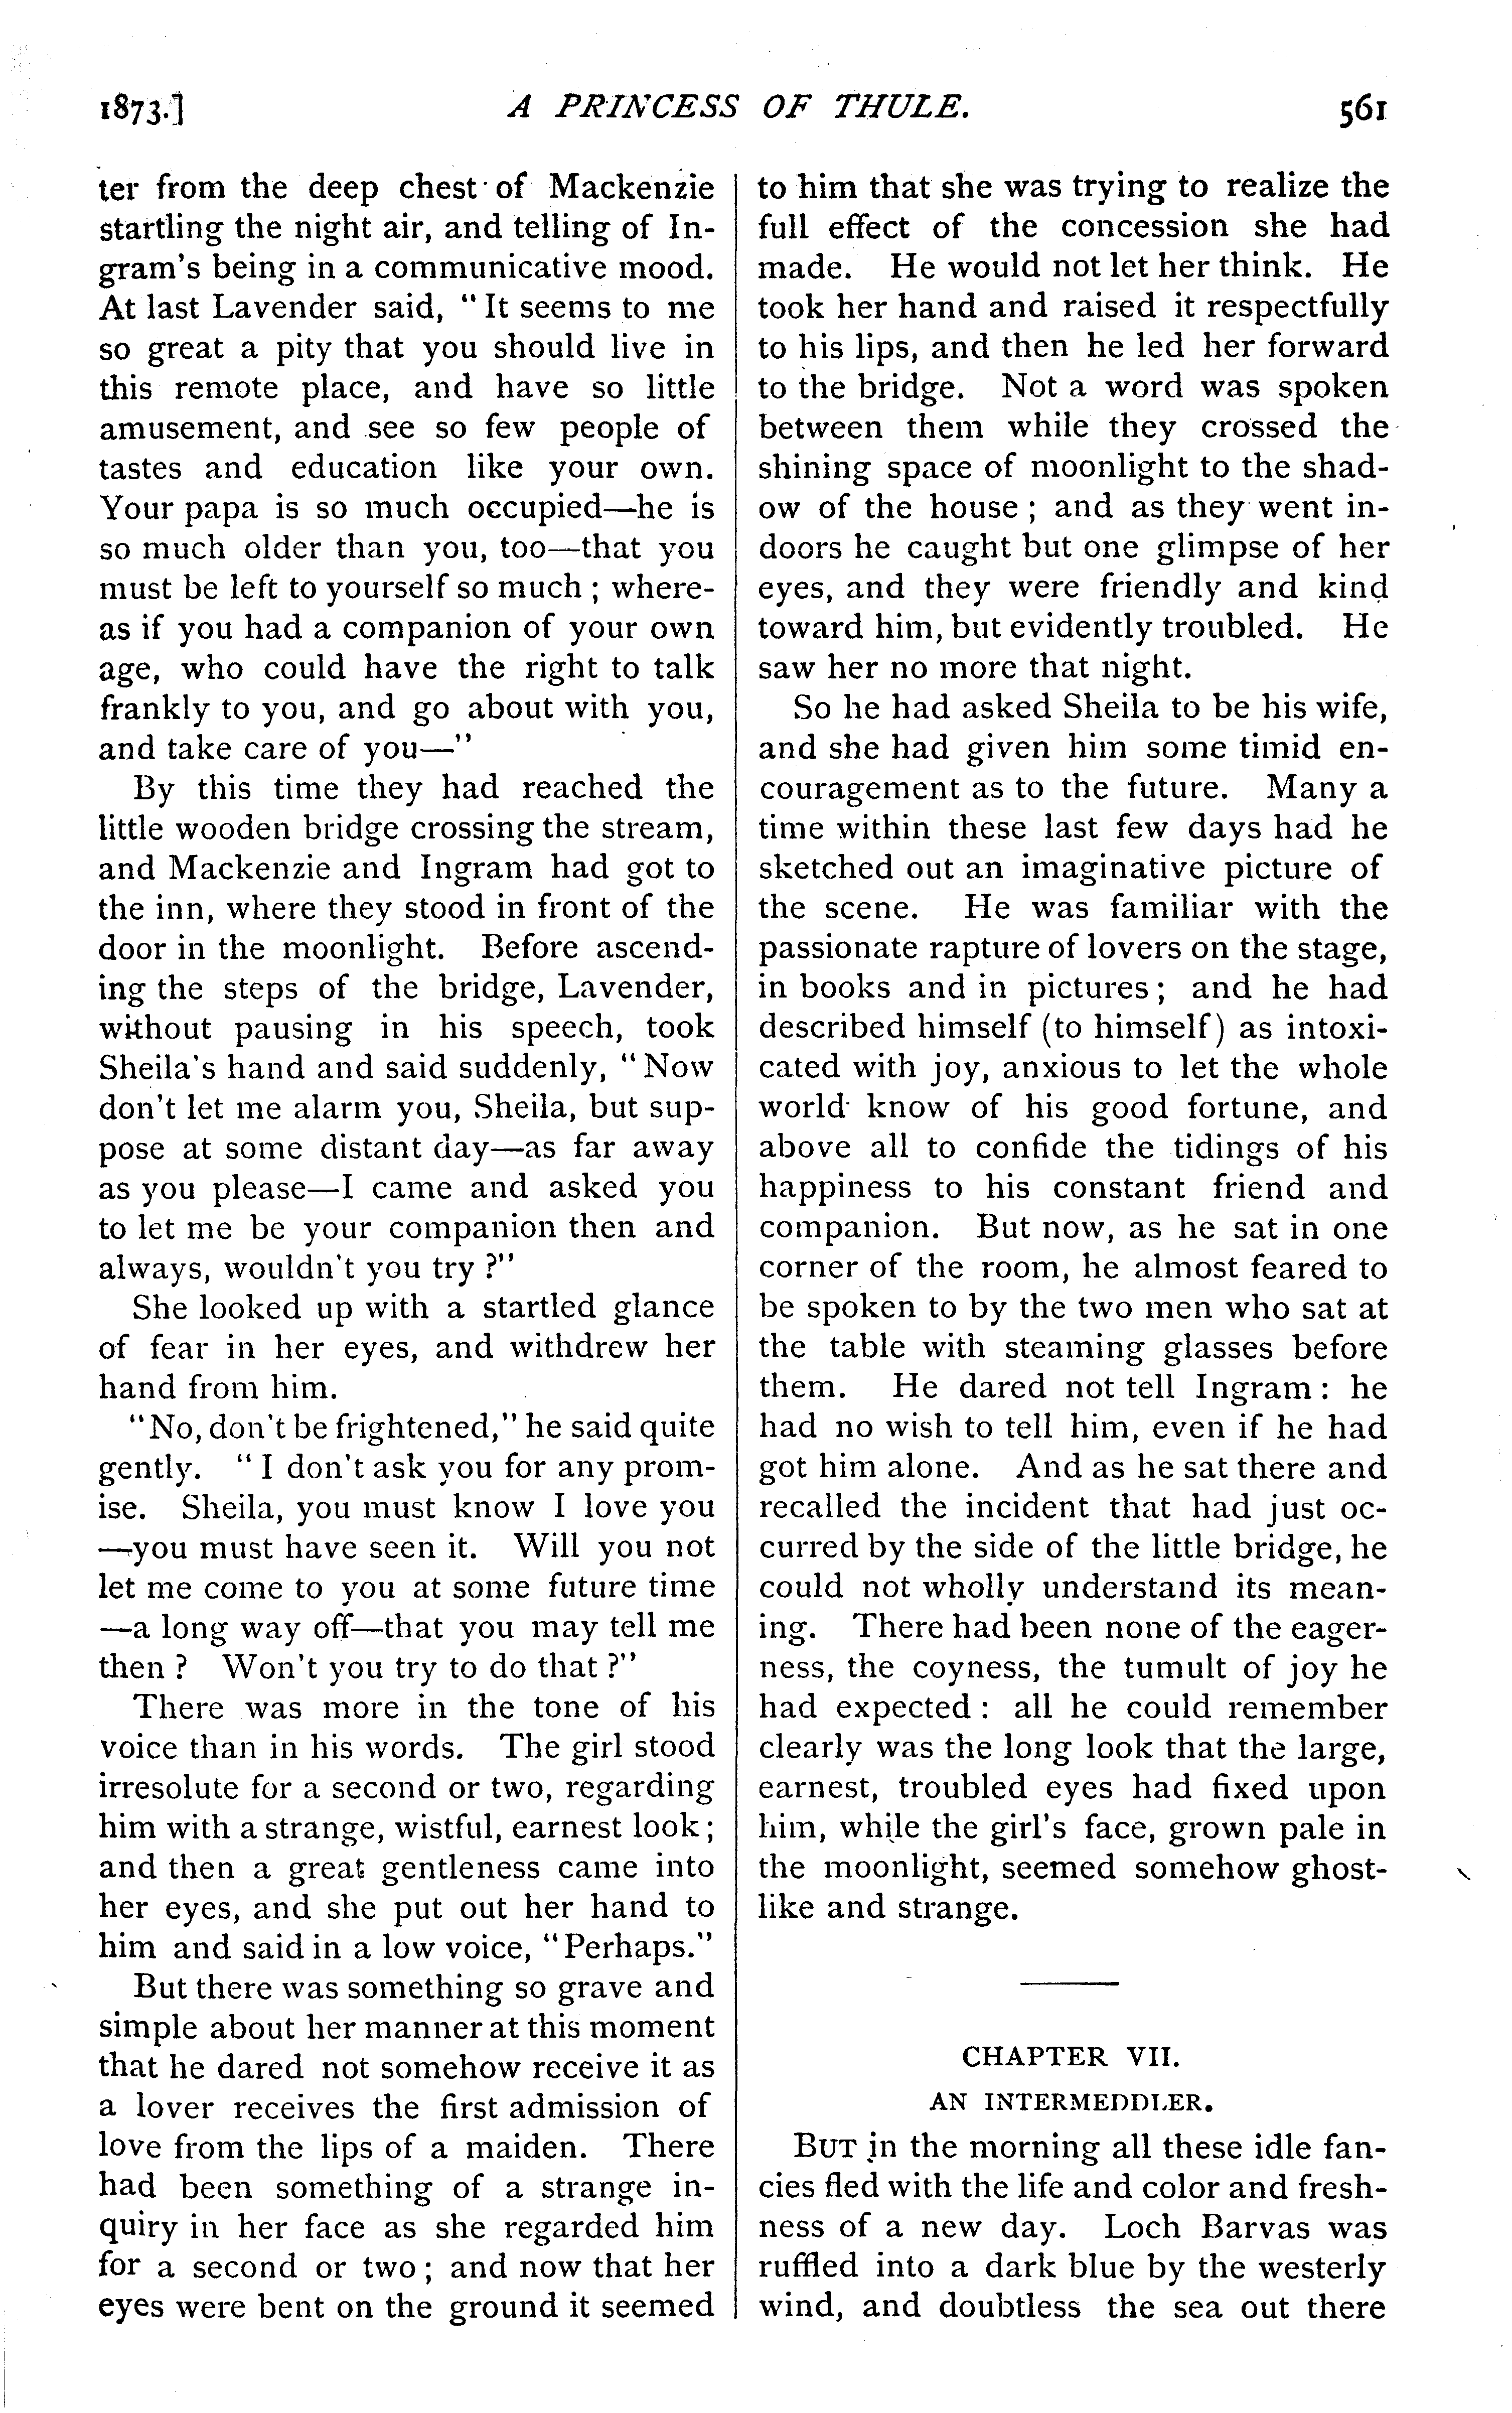 1873.] A PRINCESS OF THULE. 561
ter from the deep chest of Mackenzie
startling the night air, and telling of In-
gram's being in a communicative mood.
At last Lavender said, "It seems to me
so great a pity that you should live in
this remote place, and have so little
amusement, and see so few people of
tastes and education like your own.
Your papa is so much occupied—he is
so much older than you, too—that you
must be left to yourself so much; where-
as if you had a companion of your own
age, who could have the right to talk
frankly to you, and go about with you,
and take care of you—"
By this time they had reached the
little wooden bridge crossing the stream,
and Mackenzie and Ingram had got to
the inn, where they stood in front of the
door in the moonlight. Before ascend-
ing the steps of the bridge, Lavender,
without pausing in his speech, took
Sheila's hand and said suddenly, "Now
don't let me alarm you, Sheila, but sup-
pose at some distant day—as far away
as you please—I came and asked you
to let me be your companion then and
always, wouldn't you try?"
She looked up with a startled glance
of fear in her eyes, and withdrew her
hand from him.
"No, don't be frightened," he said quite
gently. "I don't ask you for any prom-
ise. Sheila, you must know I love you
—you must have seen it. Will you not
let me come to you at some future time
—a long way off—that you may tell me
then? Won't you try to do that?"
There was more in the tone of his
voice than in his words. The girl stood
irresolute for a second or two, regarding
him with a strange, wistful, earnest look;
and then a great gentleness came into
her eyes, and she put out her hand to
him and said in a low voice, "Perhaps."
But there was something so grave and
simple about her manner at this moment
that he dared not somehow receive it as
a lover receives the first admission of
love from the lips of a maiden. There
had been something of a strange in-
quiry in her face as she regarded him
for a second or two; and now that her
eyes were bent on the ground it seemed
to him that she was trying to realize the
full effect of the concession she had
made. He would not let her think. He
took her hand and raised it respectfully
to his lips, and then he led her forward
to the bridge. Not a word was spoken
between them while they crossed the
shining space of moonlight to the shad-
ow of the house; and as they went in-
doors he caught but one glimpse of her
eyes, and they were friendly and kind
toward him, but evidently troubled. He
saw her no more that night.
So he had asked Sheila to be his wife,
and she had given him some timid en-
couragement as to the future. Many a
time within these last few days had he
sketched out an imaginative picture of
the scene. He was familiar with the
passionate rapture of lovers on the stage,
in books and in pictures; and he had
described himself (to himself) as intoxi-
cated with joy, anxious to let the whole
world know of his good fortune, and
above all to confide the tidings of his
happiness to his constant friend and
companion. But now, as he sat in one
corner of the room, he almost feared to
be spoken to by the two men who sat at
the table with steaming glasses before
them. He dared not tell Ingram: he
had no wish to tell him, even if he had
got him alone. And as he sat there and
recalled the incident that had just oc-
curred by the side of the little bridge, he
could not wholly understand its mean-
ing. There had been none of the eager-
ness, the coyness, the tumult of joy he
had expected: all he could remember
clearly was the long look that the large,
earnest, troubled eyes had fixed upon
him, while the girl's face, grown pale in
the moonlight, seemed somehow ghost-
like and strange.
CHAPTER VII.
AN INTERMEDDLER.
BUT in the morning all these idle fan-
cies fled with the life and color and fresh-
ness of a new day. Loch Barvas was
ruffled into a dark blue by the westerly
wind, and doubtless the sea out there